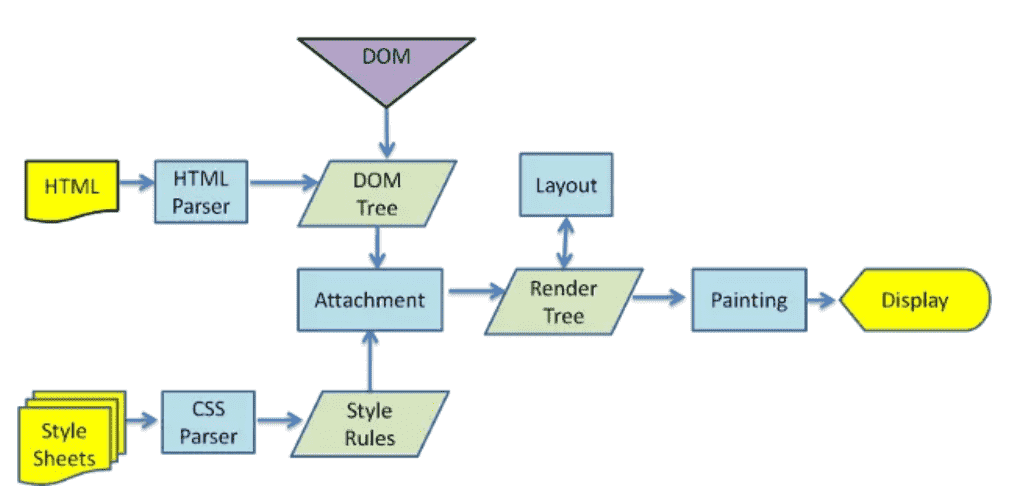 DOM
HTML
HTML
Parser
DOM
Tree
Layout
Attachment
Render
Tree
Painting
Display
Style
Sheets
CSS
Parser
Style
Rules